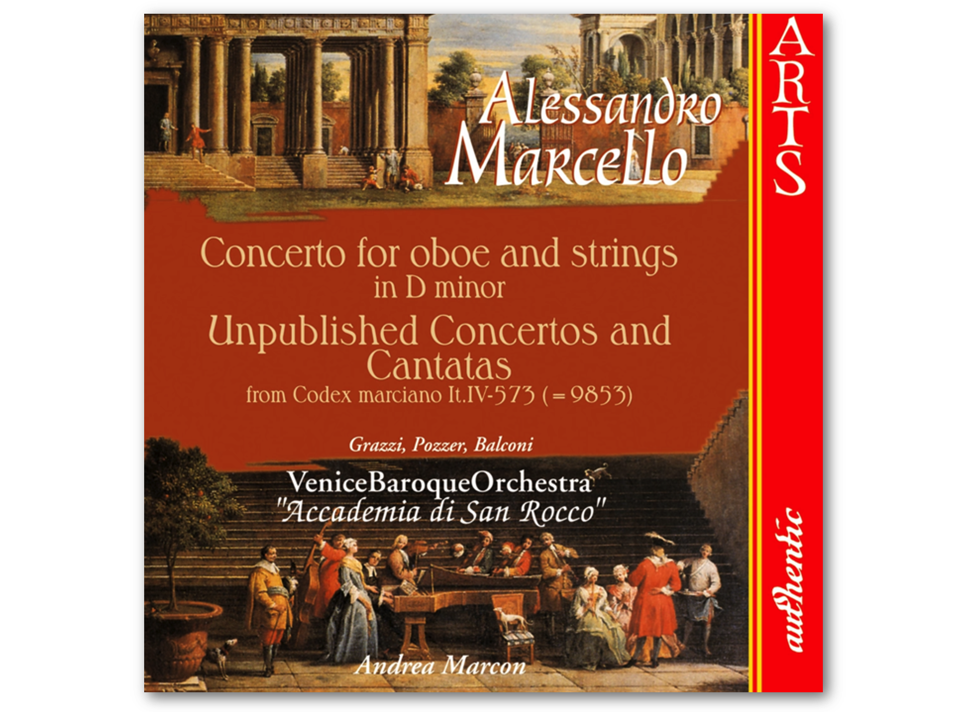 Alessandro
Marcello
Concerto for oboe and strings
in D minor
Unpublished Concertos and
Cantatas
from Codex marciano It.IV-573 (=9853)
Grazzi, Pozzer, Balconi
VeniceBaroqueOrchestra
"Accademia di San Rocco"
Andrea Marcon
ARTS
authentic